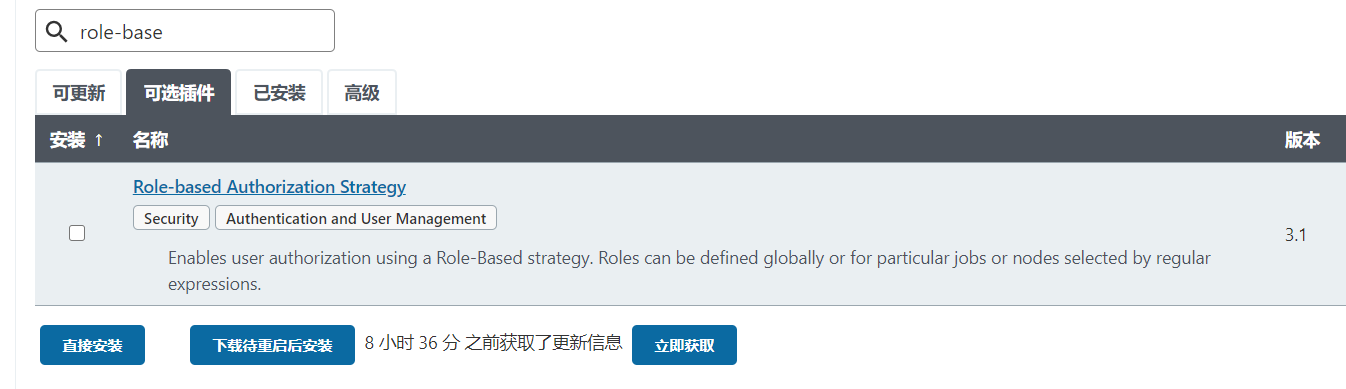 role-base
可更新 可选插件 已安装 高级
安装 ↑ 名称 版本
Role-based Authorization Strategy
Security Authentication and User Management
3.1
Enables user authorization using a Role-Based strategy. Roles can be defined globally or for particular jobs or nodes selected by regular
expressions.
直接安装 下载待重启后安装 8 小时 36 分 之前获取了更新信息 立即获取